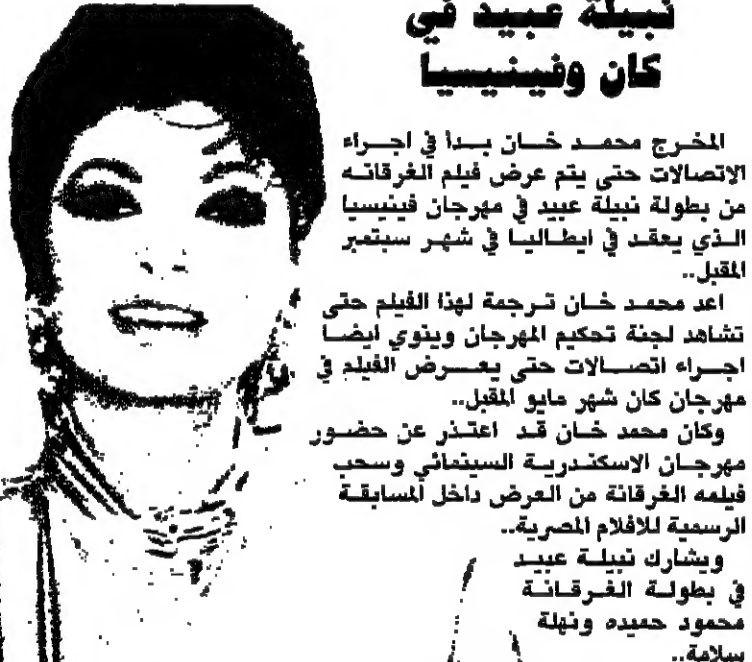 نبيلة عبيد في
كان وفينيسيا
المخرج محمد خان بدأ في اجراء
الاتصالات حتى يتم عرض فيلم الغرقانه
من بطولة نبيلة عبيد في مهرجان فينيسيا
الذي يعقد في ايطاليا في شهر سبتمبر
المقبل..
اعد محمد خان ترجمة لهذا الفيلم حتى
تشاهد لجنة تحكيم المهرجان وينوي ايضا
اجراء اتصالات حتى يعرض الفيلم في
مهرجان كان شهر مايو المقبل..
وكان محمد خان قد اعتذر عن حضور
مهرجان الاسكندرية السينمائي وسحب
فيلمه الغرقانة من العرض داخل المسابقة
الرسمية للافلام المصرية..
ويشارك نبيلة عبيد
في بطولة الغرقانة
محمود حميده ونهلة
سلامة..